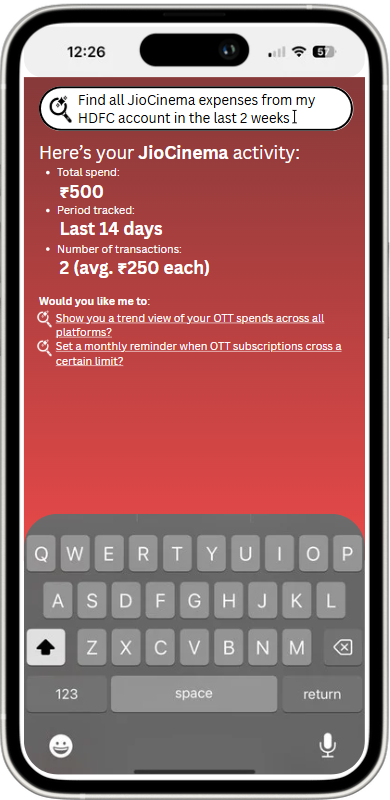 12:26
57
Find all JioCinema expenses from my
HDFC account in the last 2 weeks
Here's your JioCinema activity:
• Total spend:
₹500
• Period tracked:
Last 14 days
• Number of transactions:
2 (avg. ₹250 each)
Would you like me to:
Show you a trend view of your OTT spends across all
platforms?
Set a monthly reminder when OTT subscriptions cross a
certain limit?
Q W E R T Y U I O P
A S D F G H J K L
Z X C V B N M
123 space return